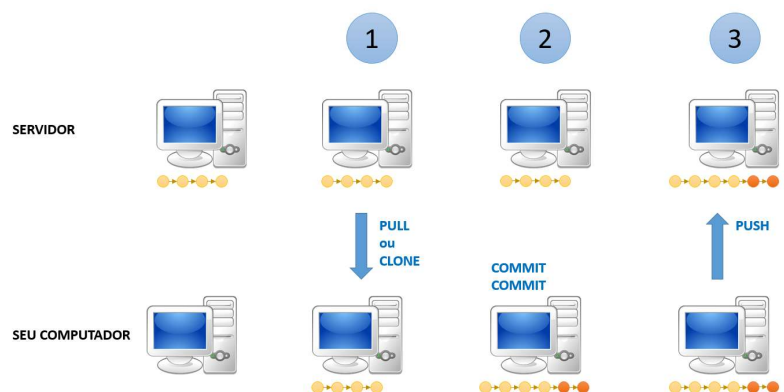 1
2
3
SERVIDOR
PULL
ou
CLONE
PUSH
COMMIT
COMMIT
SEU COMPUTADOR